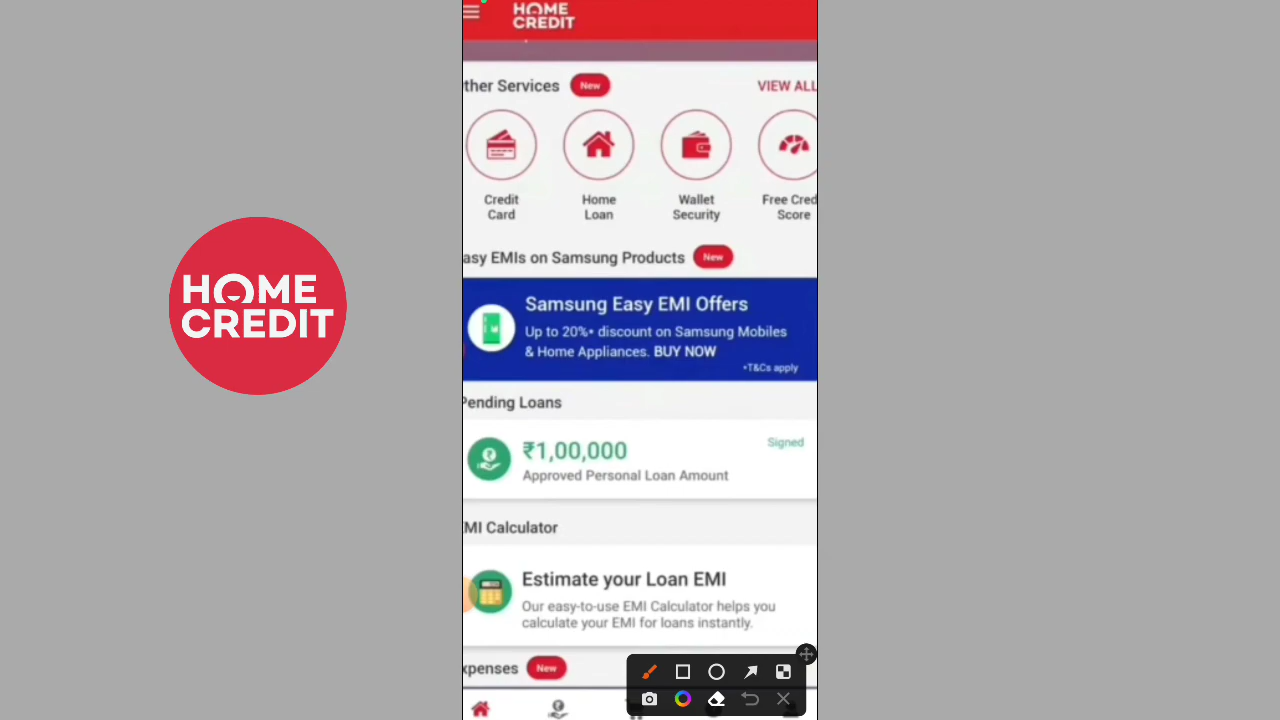 HOME
CREDIT
HOME
CREDIT
ther Services
New
VIEW ALL
Credit
Card
Home
Loan
Wallet
Security
Free Cred
Score
asy EMIs on Samsung Products
New
Samsung Easy EMI Offers
Up to 20%* discount on Samsung Mobiles
& Home Appliances. BUY NOW
*T&Cs apply
Pending Loans
₹1,00,000
Signed
Approved Personal Loan Amount
MI Calculator
Estimate your Loan EMI
Our easy-to-use EMI Calculator helps you
calculate your EMI for loans instantly.
xpenses
New